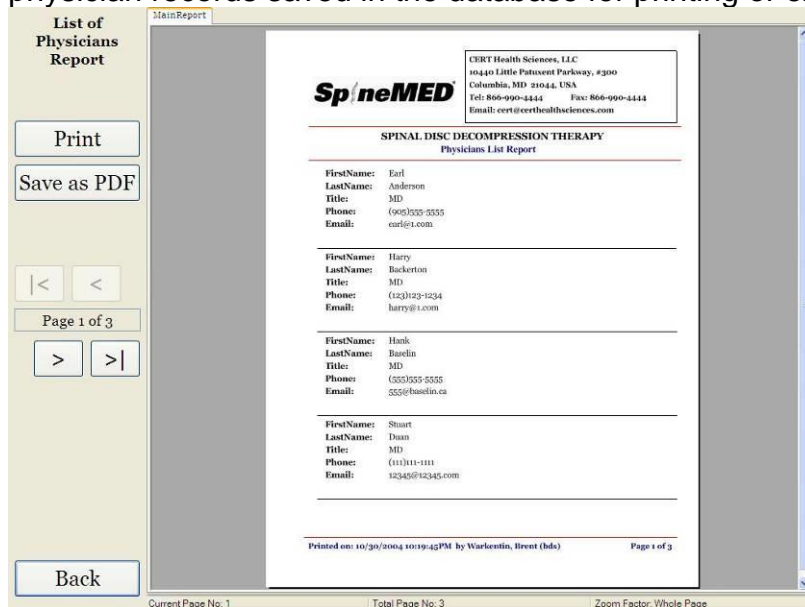 physician records saved in the database for printing or
List of
Physicians
Report
Print
Save as PDF
|< <
Page 1 of 3
> >|
Back
MainReport
SpineMED
CERT Health Sciences, LLC
10440 Little Patuxent Parkway, #300
Columbia, MD 21044, USA
Tel: 866-990-4444 Fax: 866-990-4444
Email: cert@certhealthsciences.com
SPINAL DISC DECOMPRESSION THERAPY
Physicians List Report
FirstName: Earl
LastName: Anderson
Title: MD
Phone: (905)555-5555
Email: earl@1.com
FirstName: Harry
LastName: Backerton
Title: MD
Phone: (123)123-1234
Email: harry@1.com
FirstName: Hank
LastName: Baselin
Title: MD
Phone: (555)555-5555
Email: 555@baselin.ca
FirstName: Stuart
LastName: Duan
Title: MD
Phone: (111)111-1111
Email: 12345@12345.com
Printed on: 10/30/2004 10:19:45PM by Warkentin, Brent (hds) Page 1 of 3
Current Page No: 1 Total Page No: 3 Zoom Factor: Whole Page